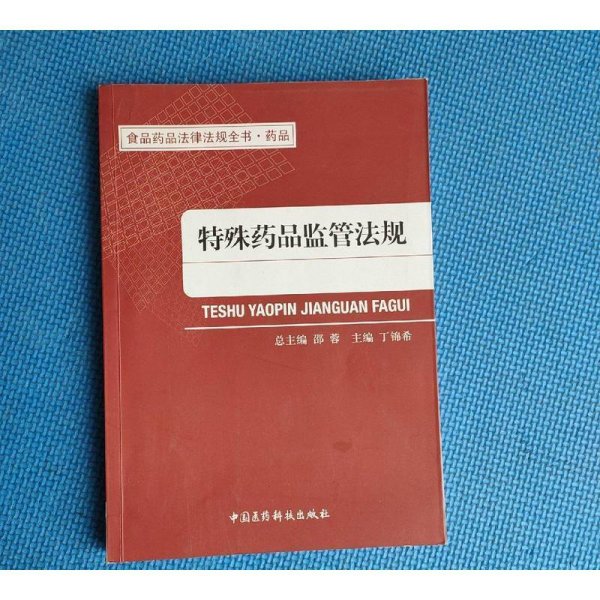 食品药品法律法规全书·药品
特殊药品监管法规
TESHU YAOPIN JIANGUAN FAGUI
总主编 邵 蓉 主编 丁锦希
中国医药科技出版社